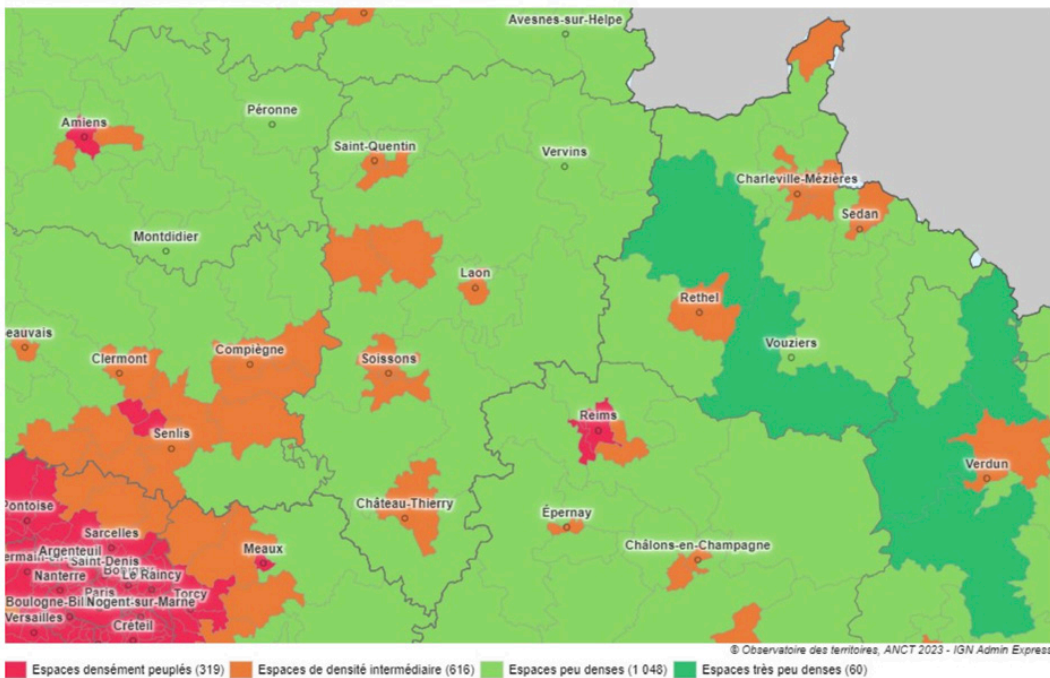 Avesnes-sur-Helpe
Péronne
Amiens
Saint-Quentin
Vervins
Charleville-Mézières
Sedan
Montdidier
Laon
Rethel
eauvais
Clermont
Compiègne
Soissons
Vouziers
Reims
Senlis
Verdun
Château-Thierry
Pontoise
Épernay
Sarcelles
Châlons-en-Champagne
Meaux
Argenteuil
Saint-Denis
Nanterre
Le Raincy
Paris
Torcy
Boulogne-Bil
Nogent-sur-Marne
Versailles
Créteil
© Observatoire des territoires, ANCT 2023 - IGN Admin Express
Espaces densément peuplés (319) Espaces de densité intermédiaire (616) Espaces peu denses (1 048) Espaces très peu denses (60)